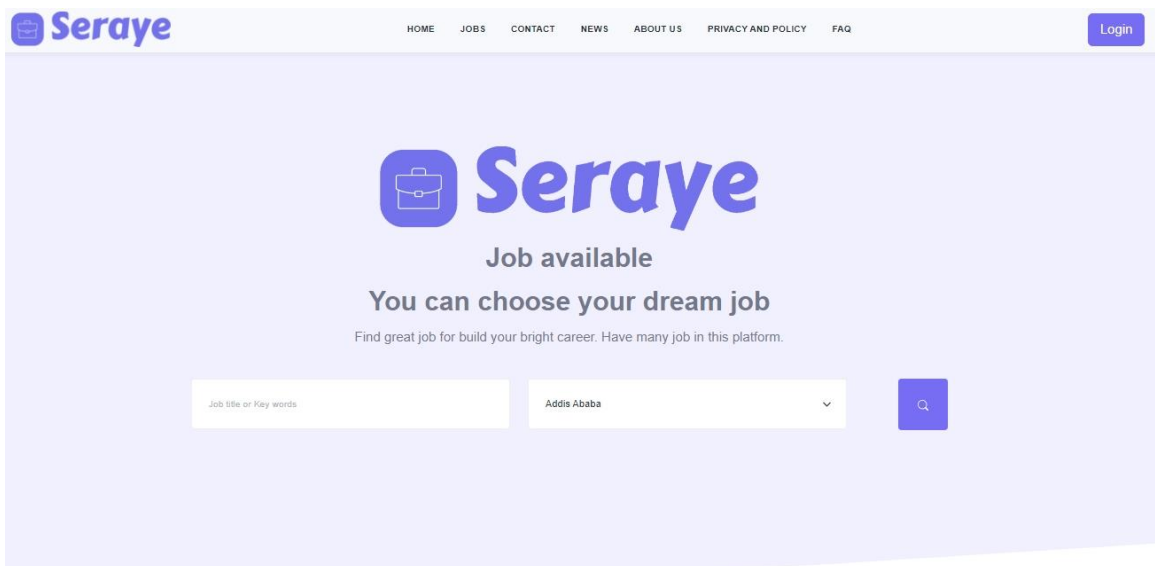 Seraye
HOME JOBS CONTACT NEWS ABOUT US PRIVACY AND POLICY FAQ
Login
Seraye
Job available
You can choose your dream job
Find great job for build your bright career. Have many job in this platform.
Job title or Key words
Addis Ababa